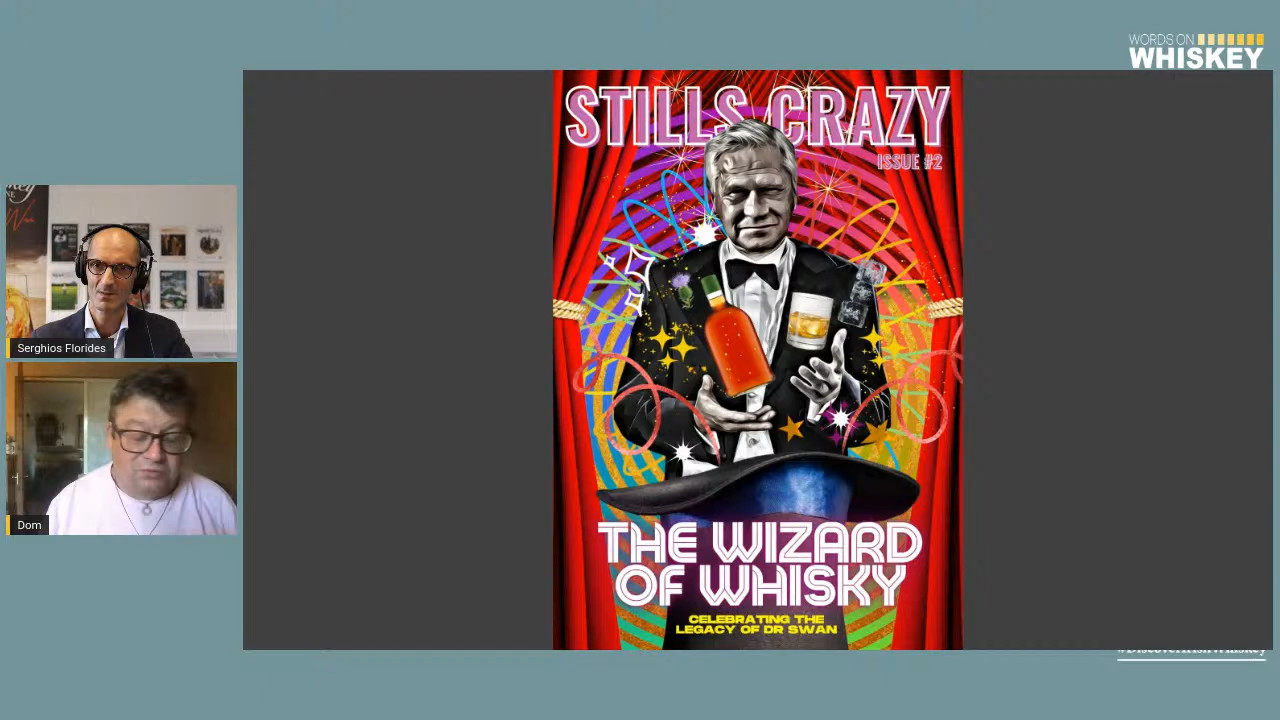 WORDS ON
WHISKEY
STILLS CRAZY
ISSUE #2
Serghios Florides
Dom
THE WIZARD
OF WHISKY
CELEBRATING THE
LEGACY OF DR SWAN
#DiscoverIrishWhiskey